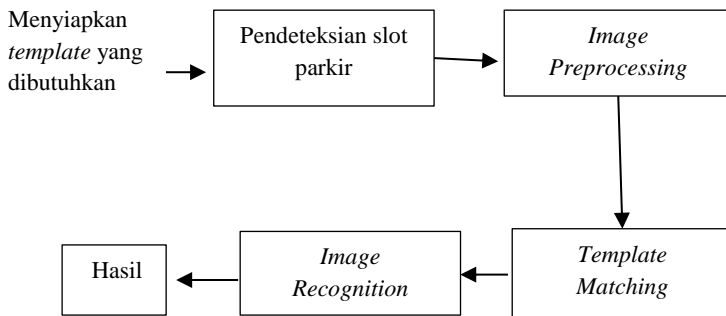 Menyiapkan
template yang
dibutuhkan
Pendeteksian slot
parkir
Image
Preprocessing
Template
Matching
Image
Recognition
Hasil